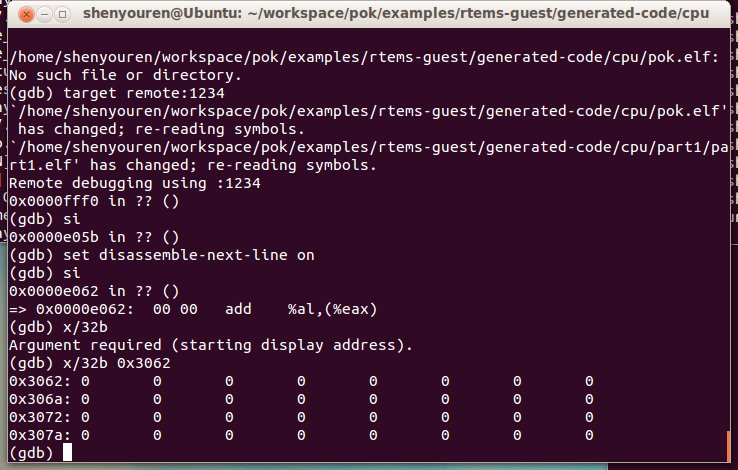 shenyouren@Ubuntu: ~/workspace/pok/examples/rtems-guest/generated-code/cpu
/home/shenyouren/workspace/pok/examples/rtems-guest/generated-code/cpu/pok.elf:
No such file or directory.
(gdb) target remote:1234
`/home/shenyouren/workspace/pok/examples/rtems-guest/generated-code/cpu/pok.elf'
 has changed; re-reading symbols.
`/home/shenyouren/workspace/pok/examples/rtems-guest/generated-code/cpu/part1/pa
rt1.elf' has changed; re-reading symbols.
Remote debugging using :1234
0x0000fff0 in ?? ()
(gdb) si
0x0000e05b in ?? ()
(gdb) set disassemble-next-line on
(gdb) si
0x0000e062 in ?? ()
=> 0x0000e062:  00 00   add    %al,(%eax)
(gdb) x/32b
Argument required (starting display address).
(gdb) x/32b 0x3062
0x3062: 0       0       0       0       0       0       0       0
0x306a: 0       0       0       0       0       0       0       0
0x3072: 0       0       0       0       0       0       0       0
0x307a: 0       0       0       0       0       0       0       0
(gdb)